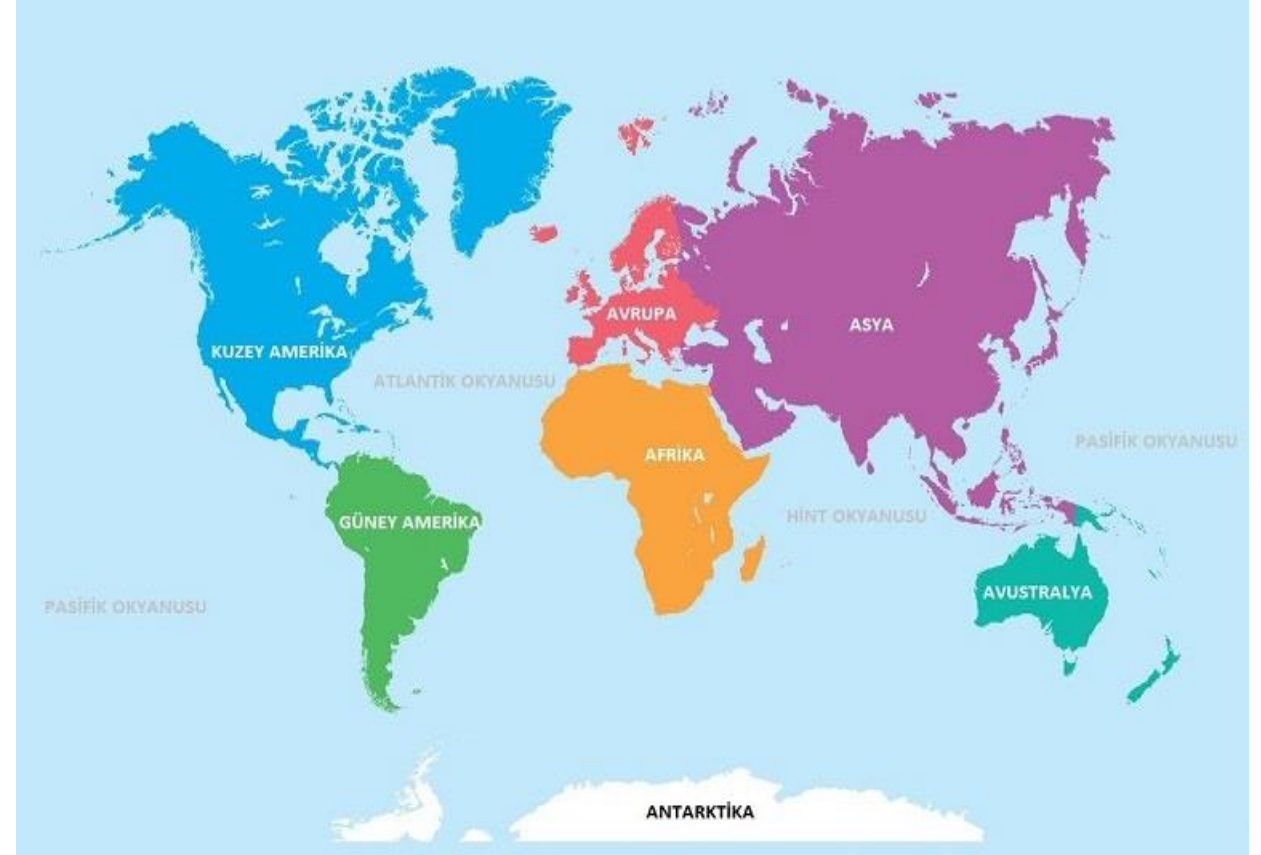 AVRUPA
ASYA
KUZEY AMERİKA
ATLANTİK OKYANUSU
PASİFİK OKYANUSU
AFRİKA
HİNT OKYANUSU
GÜNEY AMERİKA
AVUSTRALYA
PASİFİK OKYANUSU
ANTARKTİKA